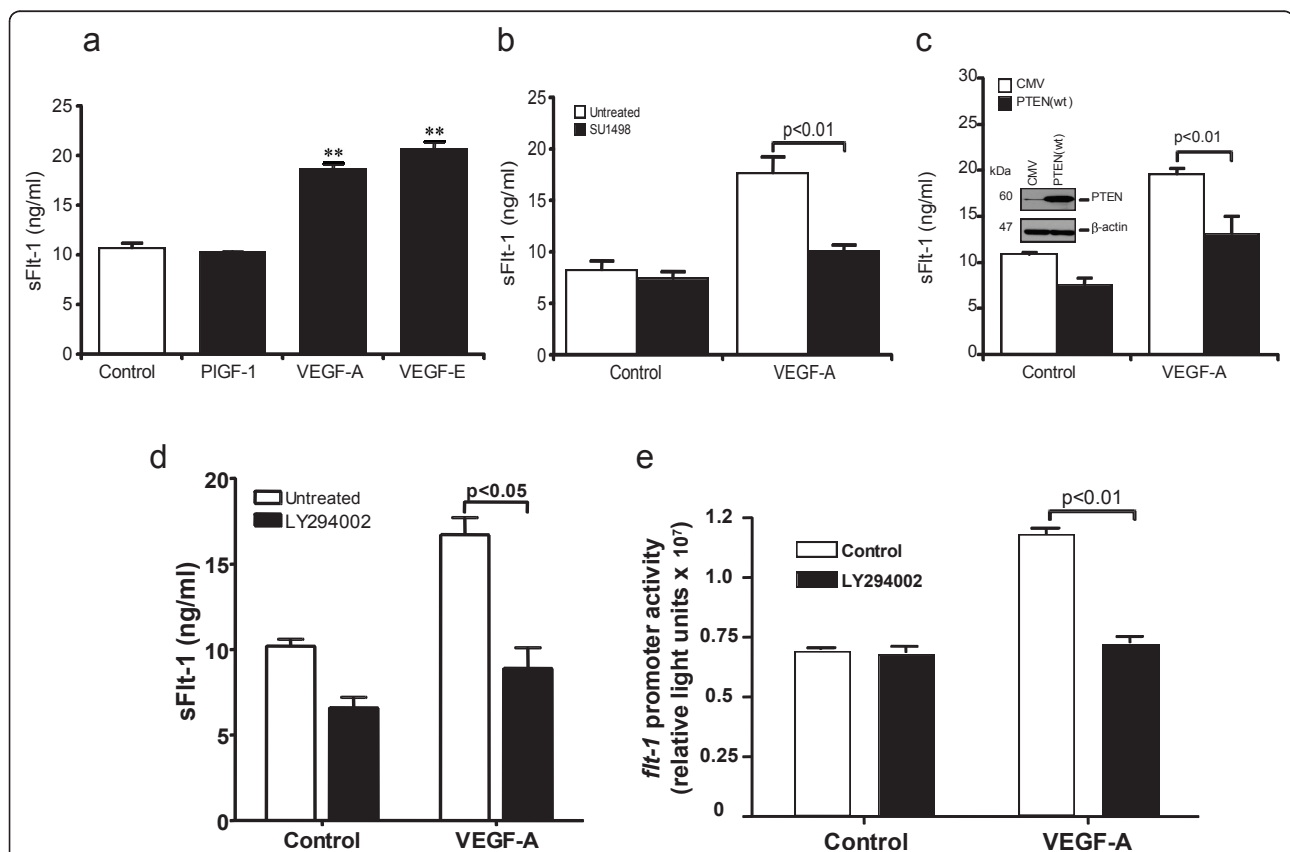 a
sFlt-1 (ng/ml)
25
20
15
10
5
0
**
**
Control
PlGF-1
VEGF-A
VEGF-E
b
sFlt-1 (ng/ml)
25
20
15
10
5
0
Untreated
SU1498
p<0.01
Control
VEGF-A
c
sFlt-1 (ng/ml)
30
25
20
15
10
5
0
CMV
PTEN(wt)
p<0.01
kDa
CMV
PTEN(wt)
60
PTEN
47
β-actin
Control
VEGF-A
d
sFlt-1 (ng/ml)
20
15
10
5.0
0.0
Untreated
LY294002
p<0.05
Control
VEGF-A
e
flt-1 promoter activity
(relative light units x 10⁷)
1.2
1.0
0.75
0.5
0.25
0
Control
LY294002
p<0.01
Control
VEGF-A